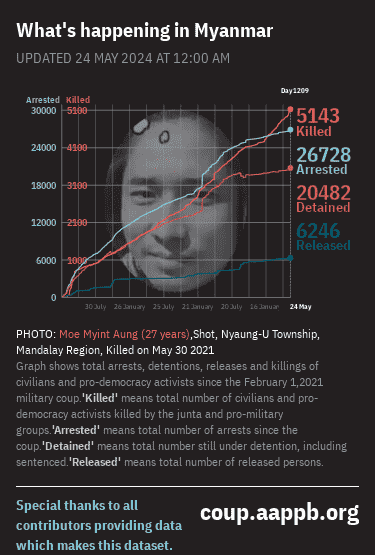 What's happening in Myanmar
UPDATED 24 MAY 2024 AT 12:00 AM
Day1209
Arrested Killed
30000 5100
24000 4100
18000 3100
12000 2100
6000 1000
0
5143
Killed
26728
Arrested
20482
Detained
6246
Released
30 July 26 January 25 July 21 January 20 July 16 January 24 May
PHOTO: Moe Myint Aung (27 years),Shot, Nyaung-U Township,
Mandalay Region, Killed on May 30 2021
Graph shows total arrests, detentions, releases and killings of
civilians and pro-democracy activists since the February 1,2021
military coup.'Killed' means total number of civilians and pro-
democracy activists killed by the junta and pro-military
groups.'Arrested' means total number of arrests since the
coup.'Detained' means total number still under detention, including
sentenced.'Released' means total number of released persons.
Special thanks to all
contributors providing data
which makes this dataset.
coup.aappb.org